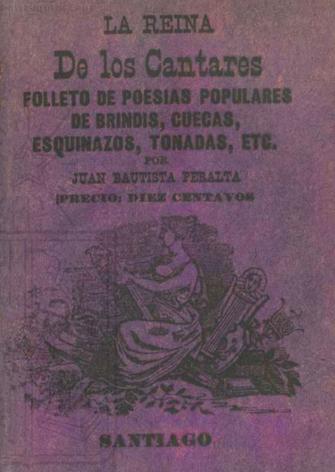 LA REINA
De los Cantares
FOLLETO DE POESIAS POPULARES
DE BRINDIS, CUECAS,
ESQUINAZOS, TONADAS, ETC.
POR
JUAN BAUTISTA PERALTA
PRECIO: DIEZ CENTAVOS
SANTIAGO